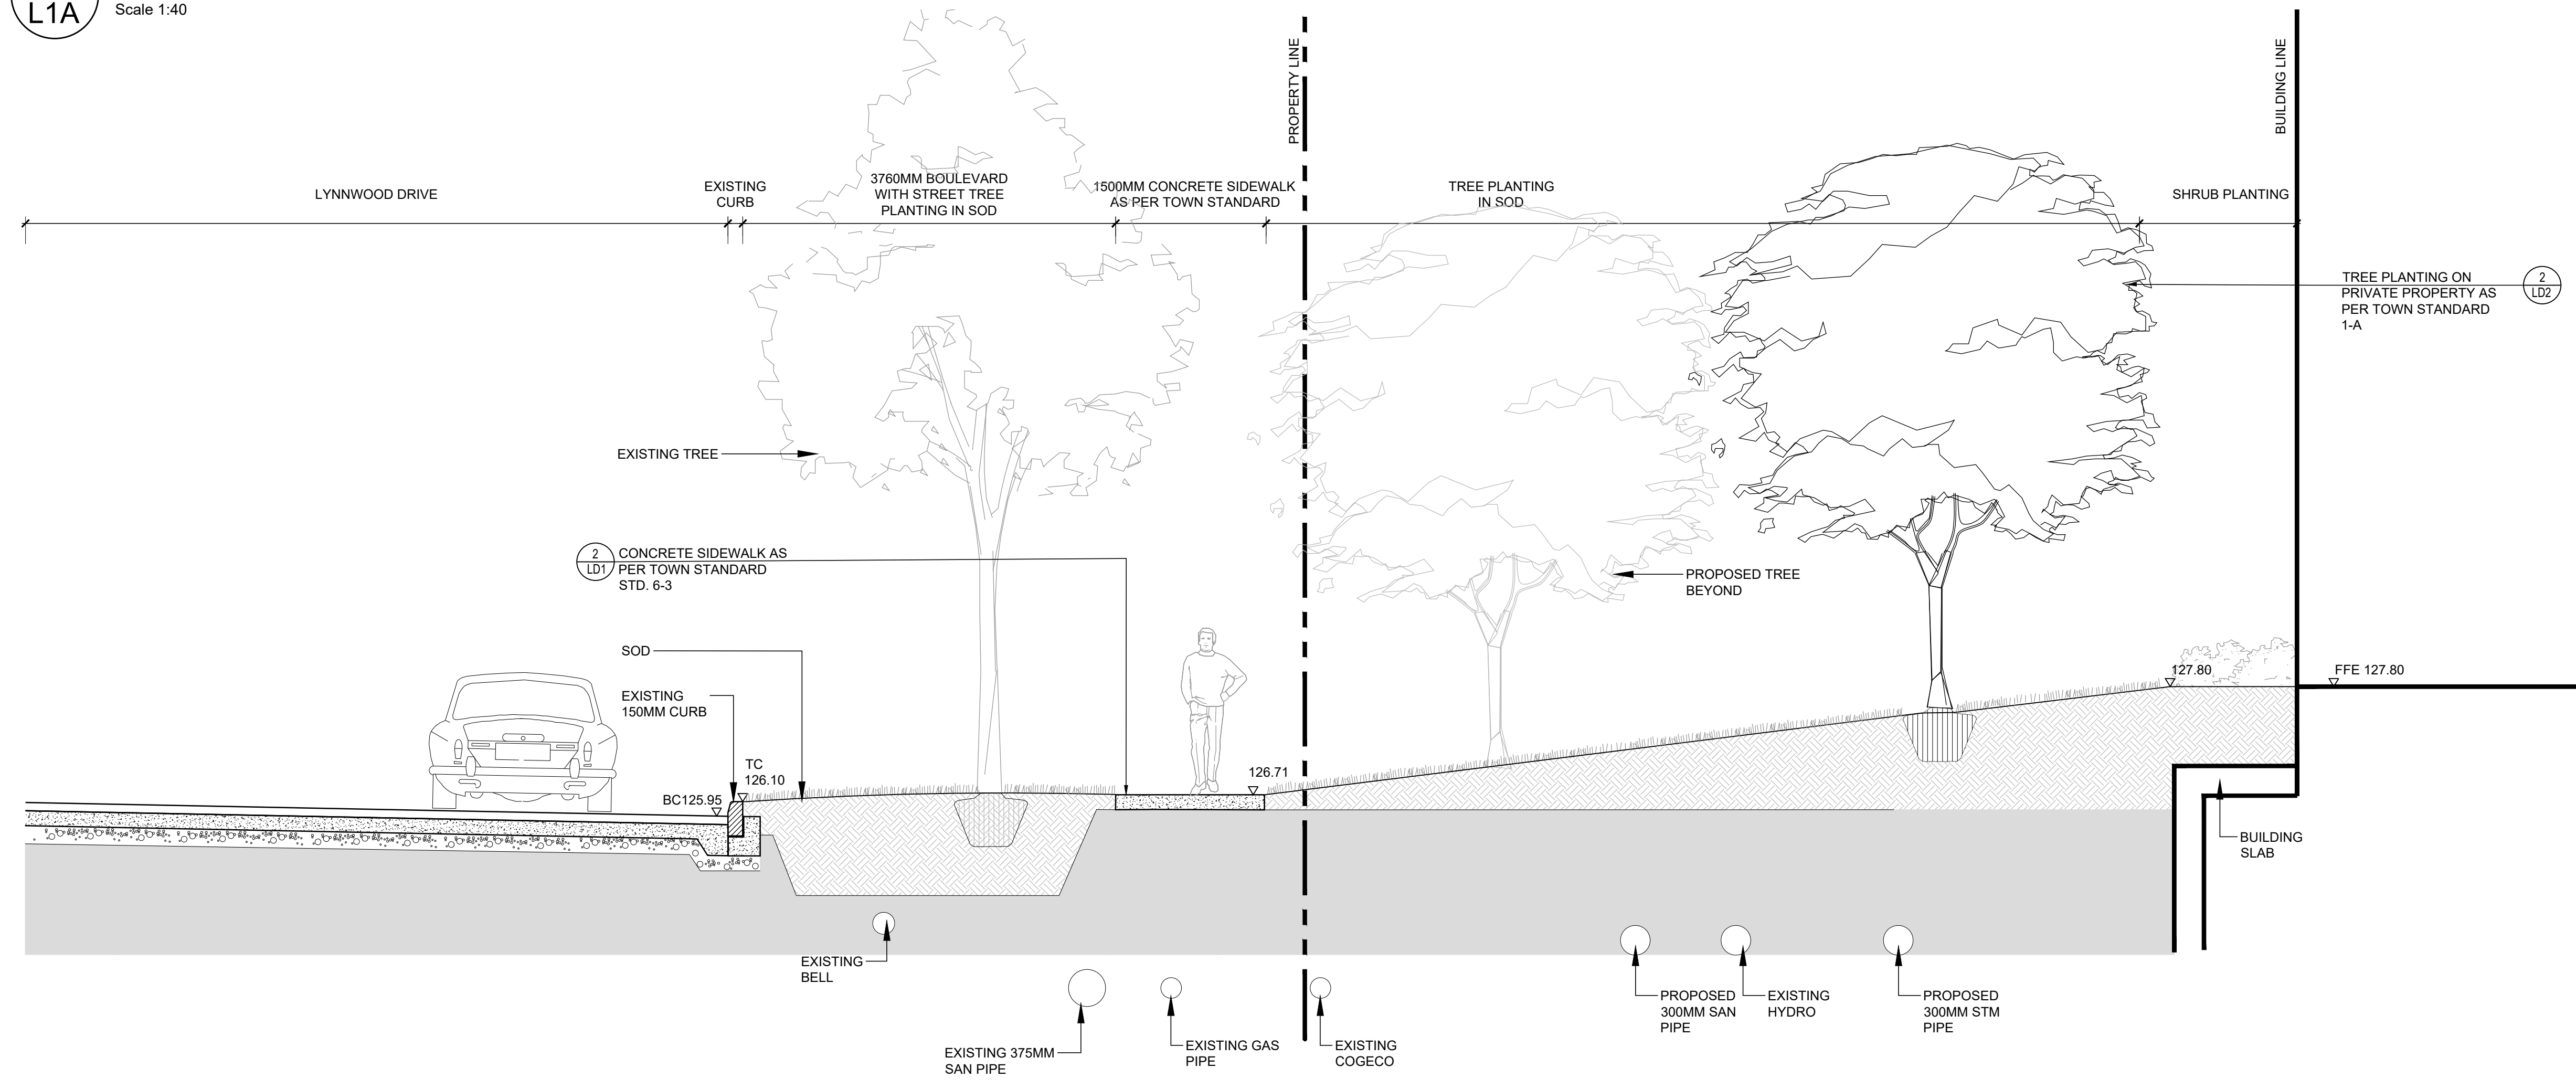 L1A
Scale 1:40
PROPERTY LINE
BUILDING LINE
LYNNWOOD DRIVE
EXISTING
CURB
3760MM BOULEVARD
WITH STREET TREE
PLANTING IN SOD
1500MM CONCRETE SIDEWALK
AS PER TOWN STANDARD
TREE PLANTING
IN SOD
SHRUB PLANTING
TREE PLANTING ON
PRIVATE PROPERTY AS
PER TOWN STANDARD
1-A
2
LD2
EXISTING TREE
2
LD1
CONCRETE SIDEWALK AS
PER TOWN STANDARD
STD. 6-3
PROPOSED TREE
BEYOND
SOD
EXISTING
150MM CURB
127.80
FFE 127.80
TC
126.10
126.71
BC125.95
BUILDING
SLAB
EXISTING
BELL
PROPOSED
300MM SAN
PIPE
EXISTING
HYDRO
PROPOSED
300MM STM
PIPE
EXISTING 375MM
SAN PIPE
EXISTING GAS
PIPE
EXISTING
COGECO